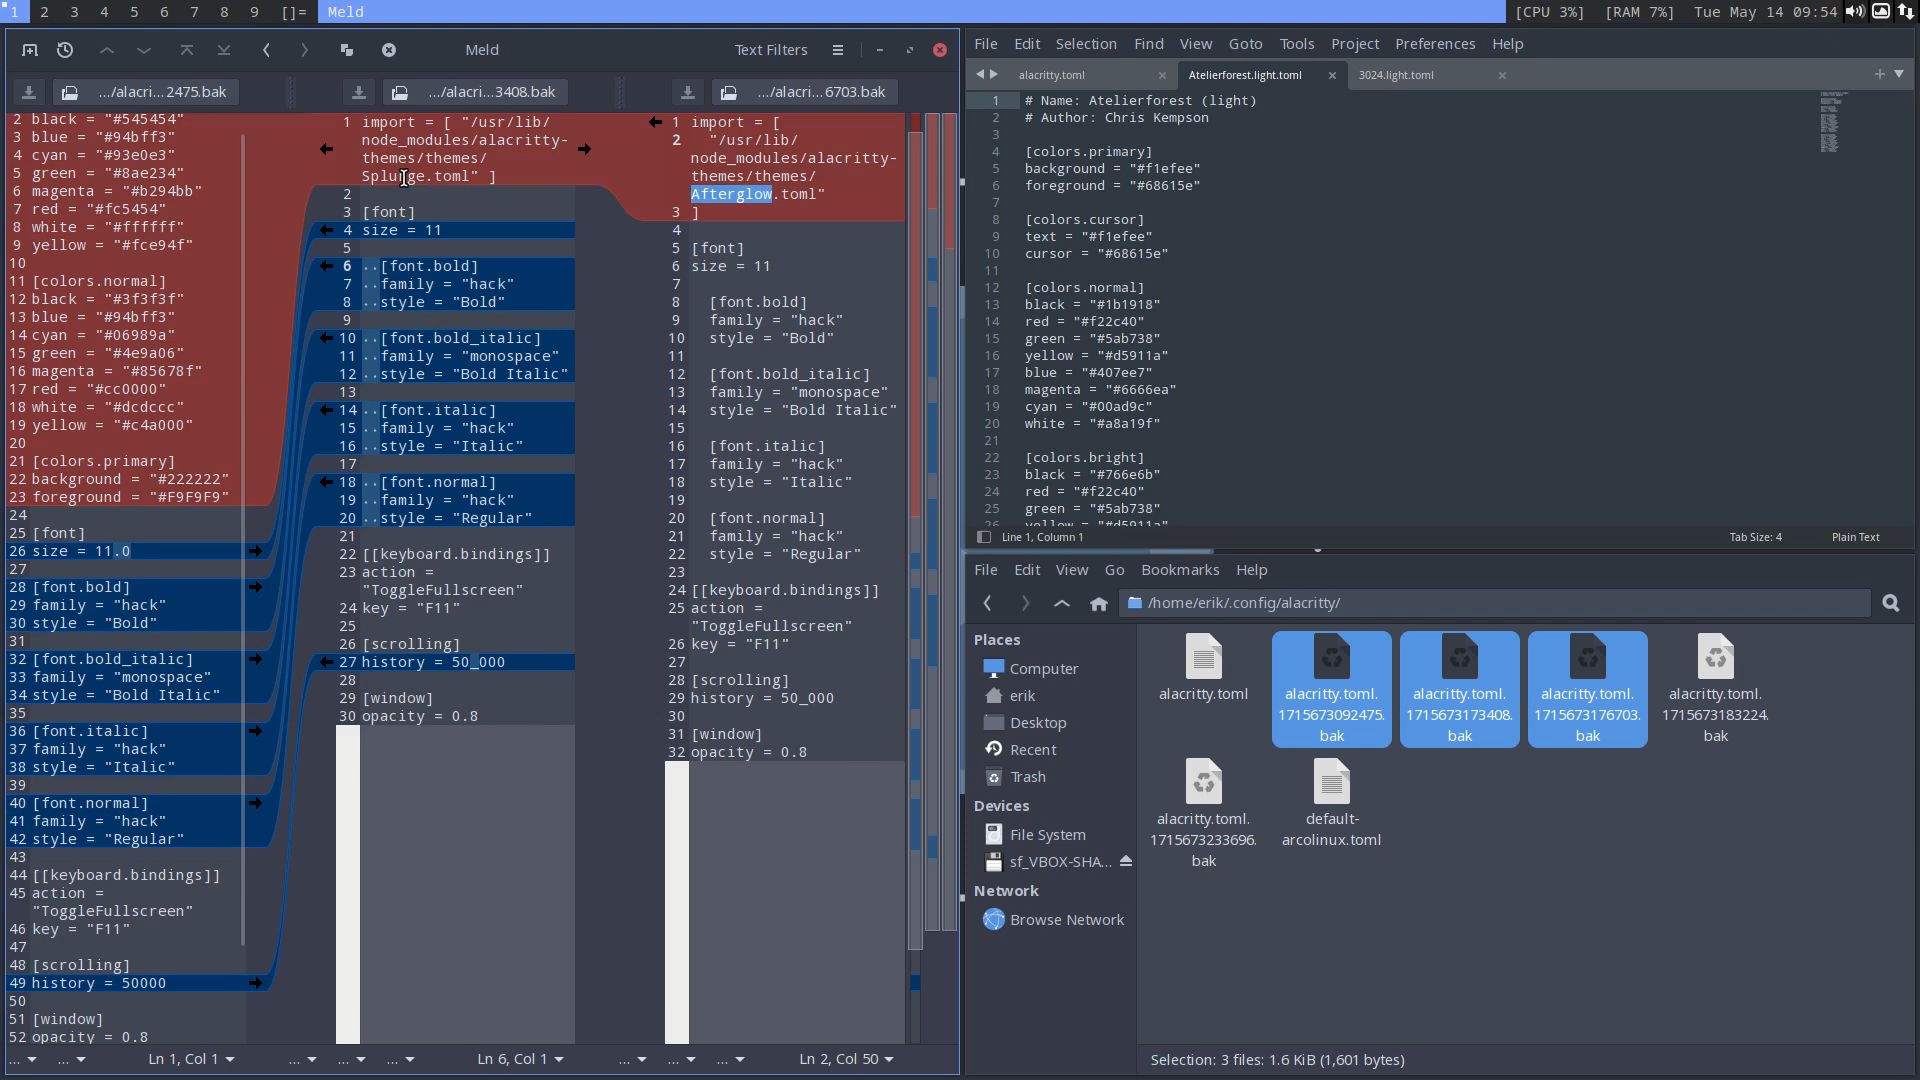 1 2 3 4 5 6 7 8 9 []= Meld [CPU 3%] [RAM 7%] Tue May 14 09:54
Meld Text Filters
.../alacri...2475.bak .../alacri...3408.bak .../alacri...6703.bak
2 black = "#545454"
3 blue = "#94bff3"
4 cyan = "#93e0e3"
5 green = "#8ae234"
6 magenta = "#b294bb"
7 red = "#fc5454"
8 white = "#ffffff"
9 yellow = "#fce94f"
10
11 [colors.normal]
12 black = "#3f3f3f"
13 blue = "#94bff3"
14 cyan = "#06989a"
15 green = "#4e9a06"
16 magenta = "#85678f"
17 red = "#cc0000"
18 white = "#dcdccc"
19 yellow = "#c4a000"
20
21 [colors.primary]
22 background = "#222222"
23 foreground = "#F9F9F9"
24
25 [font]
26 size = 11.0
27
28 [font.bold]
29 family = "hack"
30 style = "Bold"
31
32 [font.bold_italic]
33 family = "monospace"
34 style = "Bold Italic"
35
36 [font.italic]
37 family = "hack"
38 style = "Italic"
39
40 [font.normal]
41 family = "hack"
42 style = "Regular"
43
44 [[keyboard.bindings]]
45 action =
"ToggleFullscreen"
46 key = "F11"
47
48 [scrolling]
49 history = 50000
50
51 [window]
52 opacity = 0.8
1 import = [ "/usr/lib/
node_modules/alacritty-
themes/themes/
.toml" ]
2
3 [font]
4 size = 11
5
6 ..[font.bold]
7 ..family = "hack"
8 ..style = "Bold"
9
10 ..[font.bold_italic]
11 ..family = "monospace"
12 ..style = "Bold Italic"
13
14 ..[font.italic]
15 ..family = "hack"
16 ..style = "Italic"
17
18 ..[font.normal]
19 ..family = "hack"
20 ..style = "Regular"
21
22 [[keyboard.bindings]]
23 action =
"ToggleFullscreen"
24 key = "F11"
25
26 [scrolling]
27 history = 50_000
28
29 [window]
30 opacity = 0.8
1 import = [
2 "/usr/lib/
node_modules/alacritty-
themes/themes/
Afterglow.toml"
3 ]
4
5 [font]
6 size = 11
7
8 [font.bold]
9 family = "hack"
10 style = "Bold"
11
12 [font.bold_italic]
13 family = "monospace"
14 style = "Bold Italic"
15
16 [font.italic]
17 family = "hack"
18 style = "Italic"
19
20 [font.normal]
21 family = "hack"
22 style = "Regular"
23
24 [[keyboard.bindings]]
25 action =
"ToggleFullscreen"
26 key = "F11"
27
28 [scrolling]
29 history = 50_000
30
31 [window]
32 opacity = 0.8
... ... Ln 1, Col 1 ... ... ... Ln 6, Col 1 ... ... ... Ln 2, Col 50
File Edit Selection Find View Goto Tools Project Preferences Help
alacritty.toml Atelierforest.light.toml 3024.light.toml
1 # Name: Atelierforest (light)
2 # Author: Chris Kempson
3
4 [colors.primary]
5 background = "#f1efee"
6 foreground = "#68615e"
7
8 [colors.cursor]
9 text = "#f1efee"
10 cursor = "#68615e"
11
12 [colors.normal]
13 black = "#1b1918"
14 red = "#f22c40"
15 green = "#5ab738"
16 yellow = "#d5911a"
17 blue = "#407ee7"
18 magenta = "#6666ea"
19 cyan = "#00ad9c"
20 white = "#a8a19f"
21
22 [colors.bright]
23 black = "#766e6b"
24 red = "#f22c40"
25 green = "#5ab738"
26 yellow = "#d5911a"
Line 1, Column 1 Tab Size: 4 Plain Text
File Edit View Go Bookmarks Help
/home/erik/.config/alacritty/
Places
Computer
erik
Desktop
Recent
Trash
Devices
File System
sf_VBOX-SHA...
Network
Browse Network
alacritty.toml
alacritty.toml.
1715673092475.
bak
alacritty.toml.
1715673173408.
bak
alacritty.toml.
1715673176703.
bak
alacritty.toml.
1715673183224.
bak
alacritty.toml.
1715673233696.
bak
default-
arcolinux.toml
Selection: 3 files: 1.6 KiB (1,601 bytes)